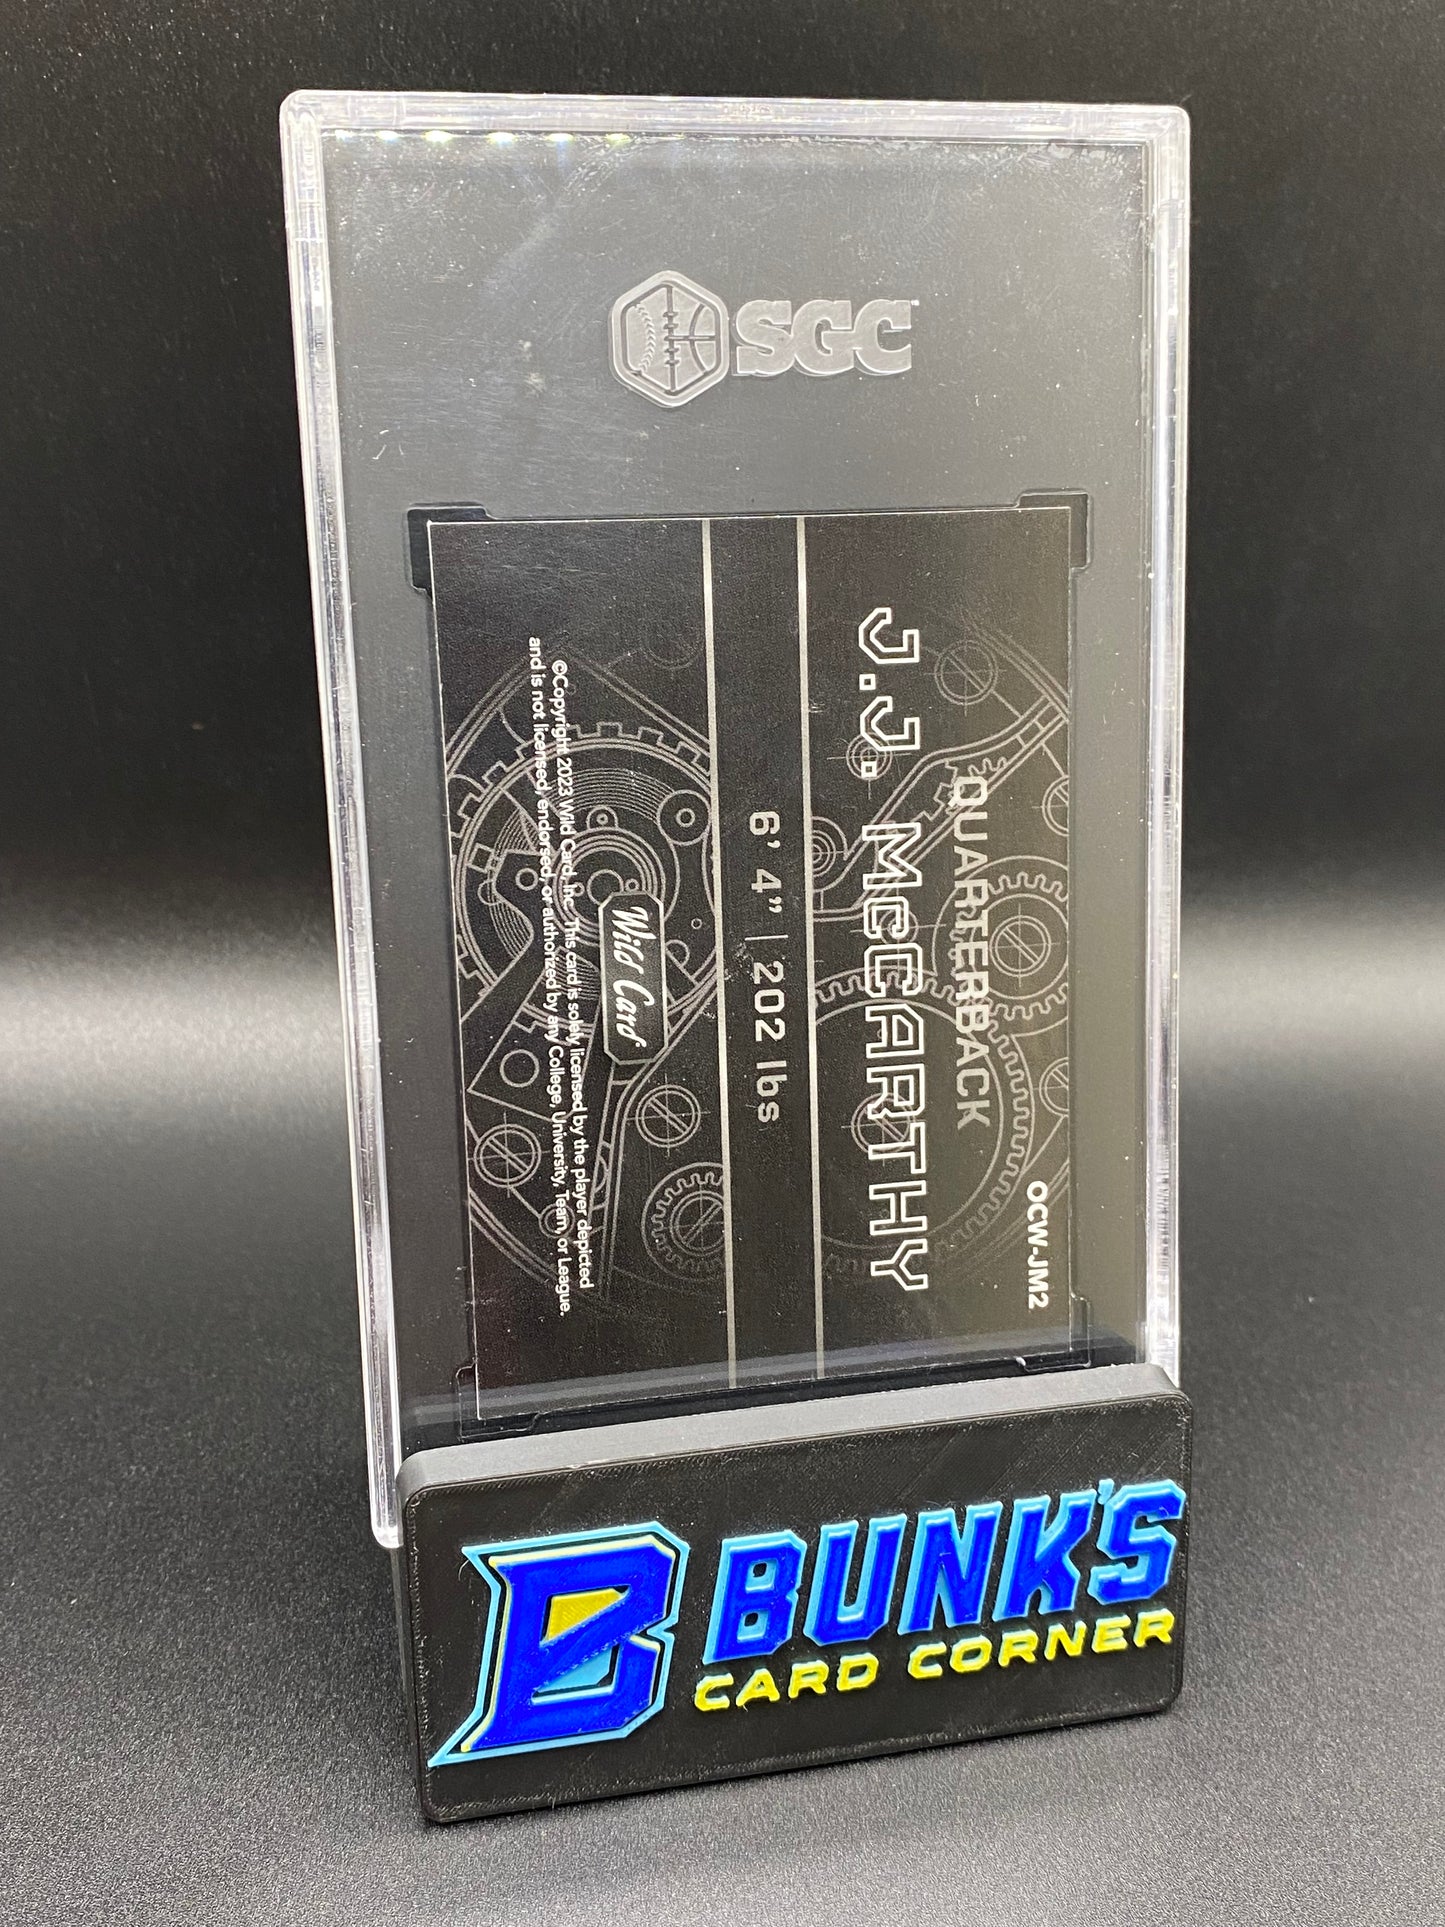 SGC
OCW-JM2
QUARTERBACK
J.J. McCARTHY
6' 4" | 202 lbs
Wild Card
©Copyright 2023 Wild Card, Inc. This card is solely licensed by the player depicted
and is not licensed, endorsed, or authorized by any College, University, Team, or League.
B
BUNK'S
CARD CORNER